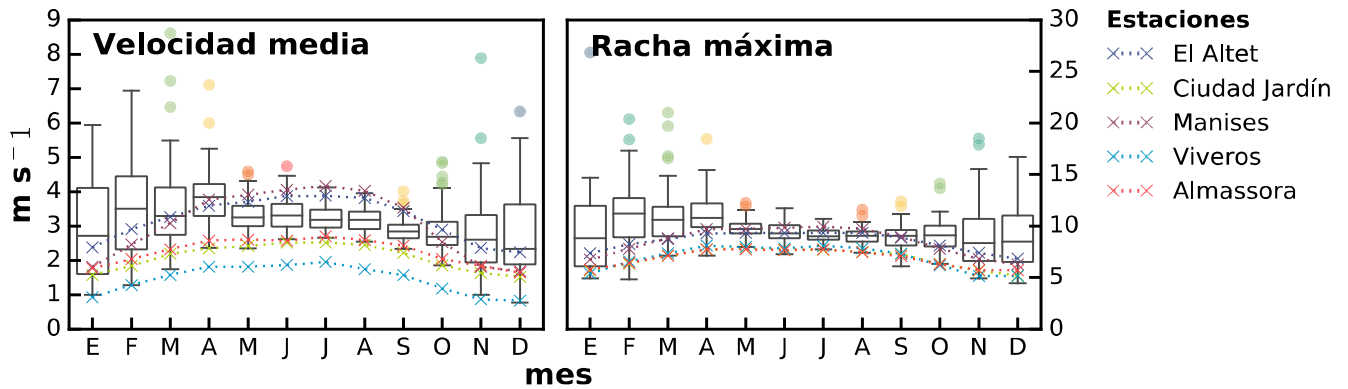 Velocidad media
Racha máxima
m s⁻¹
9
8
7
6
5
4
3
2
1
0
30
25
20
15
10
5
0
E F M A M J J A S O N D
E F M A M J J A S O N D
mes
Estaciones
El Altet
Ciudad Jardín
Manises
Viveros
Almassora